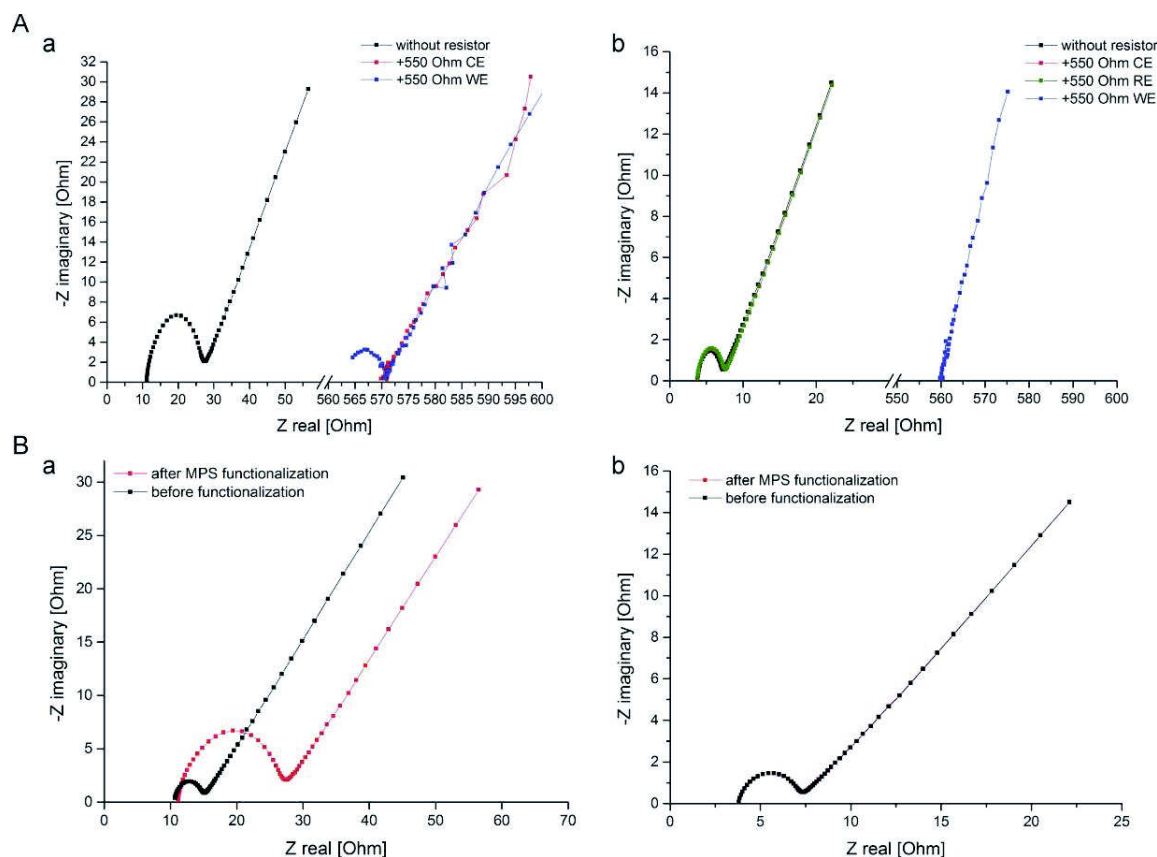 A
a
without resistor
+550 Ohm CE
+550 Ohm WE
32
30
28
26
24
22
20
18
16
14
12
10
8
6
4
2
0
-Z imaginary [Ohm]
0 10 20 30 40 50 60 565 570 575 580 585 590 595 600
Z real [Ohm]
b
without resistor
+550 Ohm CE
+550 Ohm RE
+550 Ohm WE
16
14
12
10
8
6
4
2
0
-Z imaginary [Ohm]
0 10 20 30 550 560 570 580 590 600
Z real [Ohm]
B
a
after MPS functionalization
before functionalization
30
25
20
15
10
5
0
-Z imaginary [Ohm]
0 10 20 30 40 50 60 70
Z real [Ohm]
b
after MPS functionalization
before functionalization
16
14
12
10
8
6
4
2
0
-Z imaginary [Ohm]
0 5 10 15 20 25
Z real [Ohm]